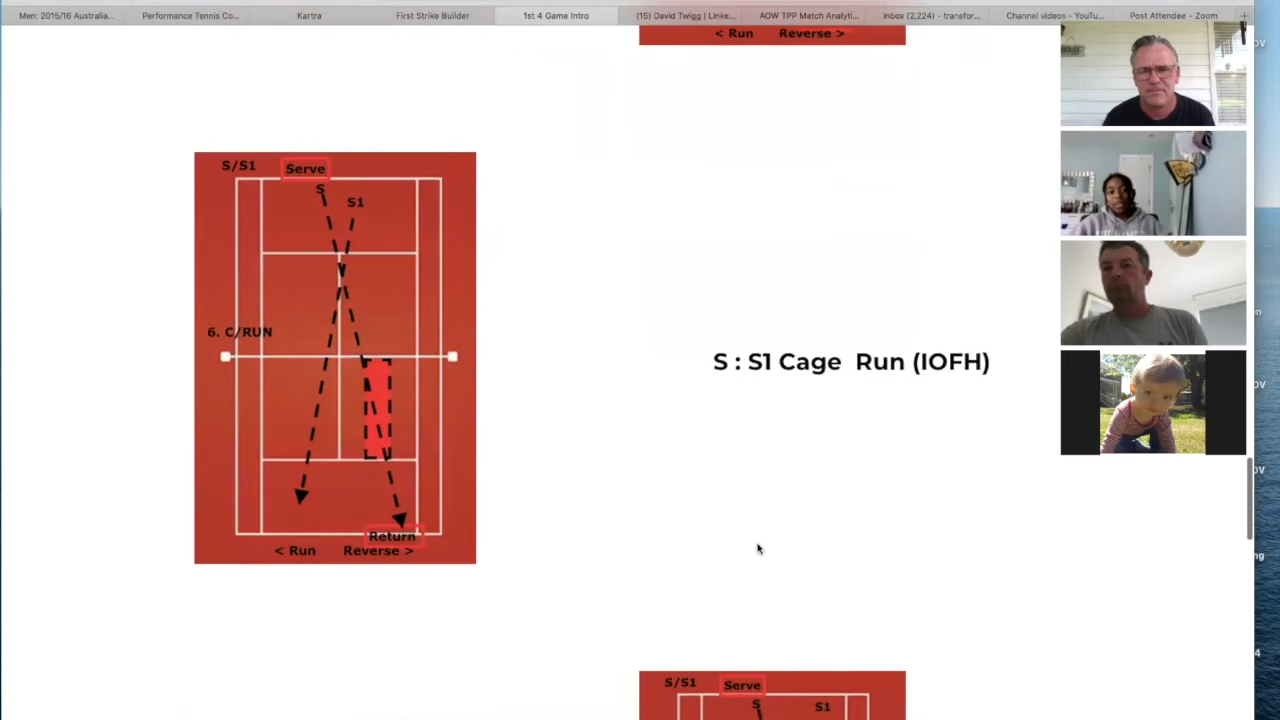 Men: 2015/16 Australia...
Performance Tennis Co...
Kartra
First Strike Builder
1st 4 Game Intro
(15) David Twigg | Linke...
AOW TPP Match Analyti...
Inbox (2,224) - transfor...
Channel videos - YouTu...
Post Attendee - Zoom
< Run Reverse >
S/S1 Serve
S
S1
6. C/RUN
Return
< Run Reverse >
S : S1 Cage Run (IOFH)
S/S1 Serve
S S1